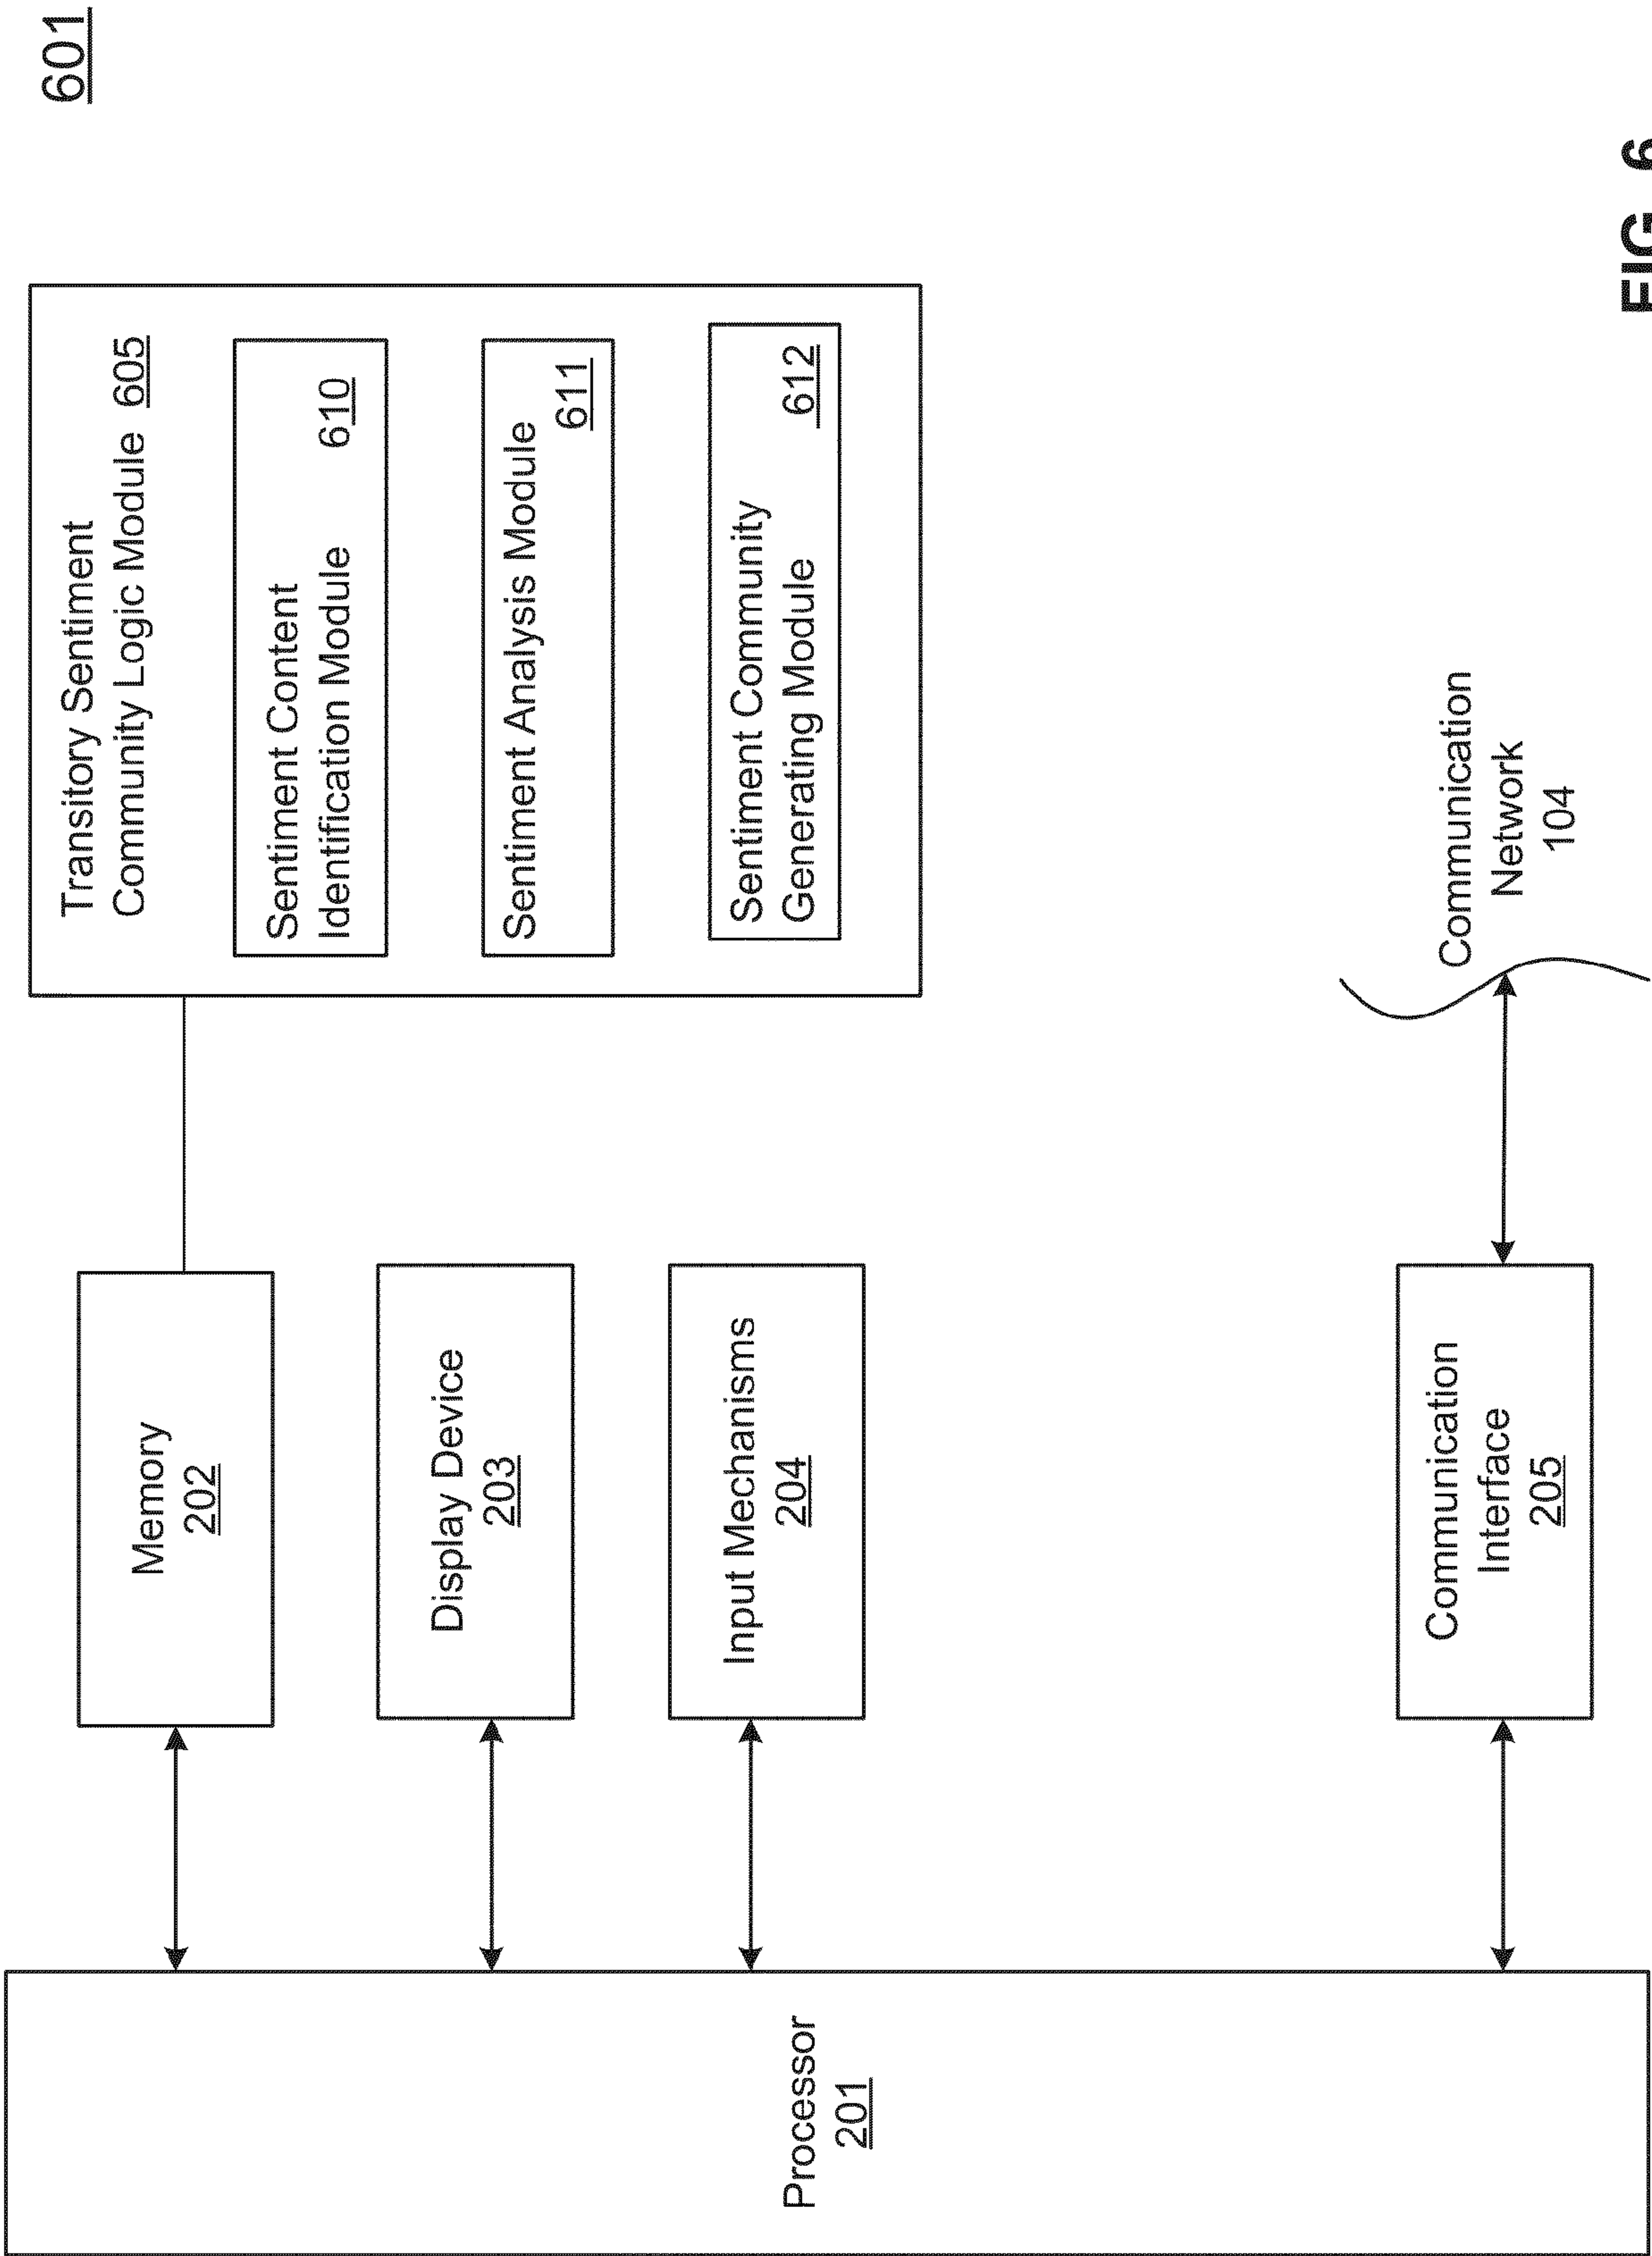 601
Transitory Sentiment
Community Logic Module 605
Sentiment Content
Identification Module 610
Sentiment Analysis Module
611
Sentiment Community
Generating Module 612
Memory
202
Display Device
203
Input Mechanisms
204
Communication
Interface
205
Communication
Network
104
Processor
201
FIG. 6